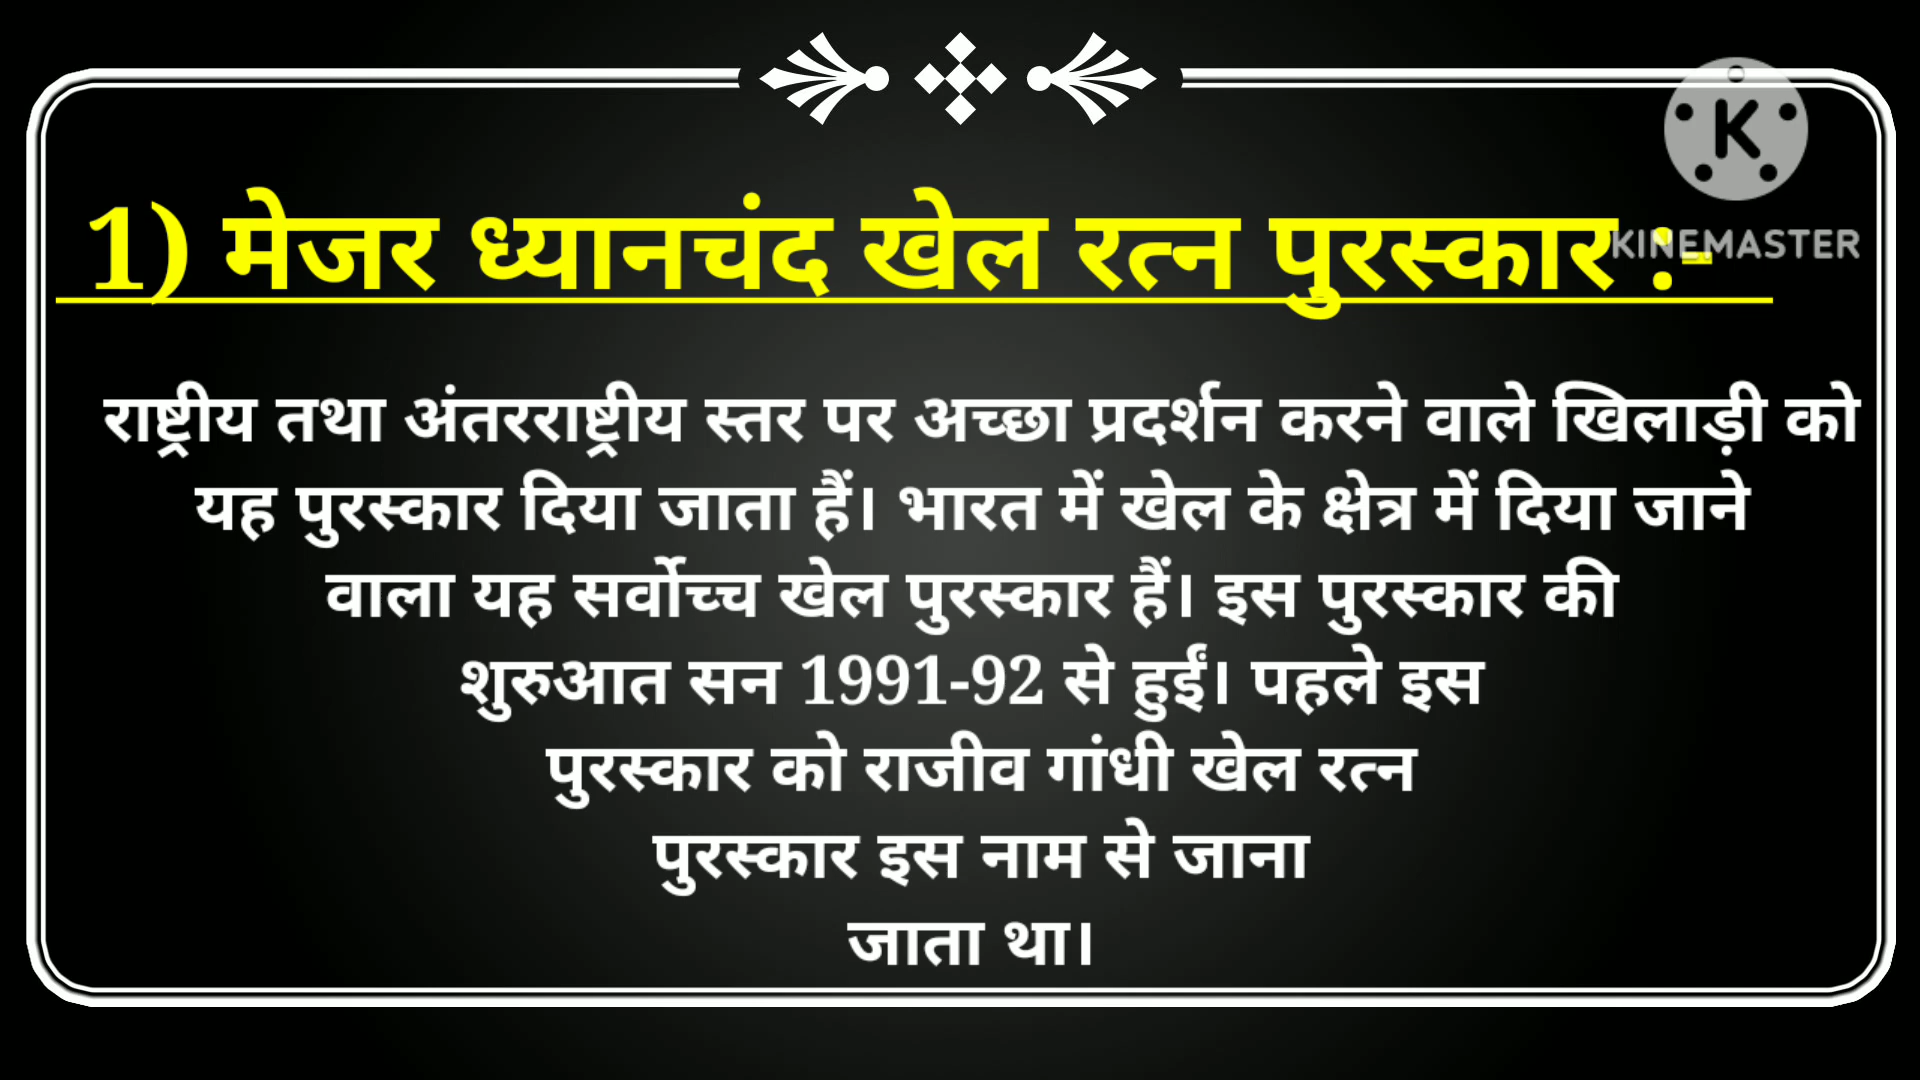 1) मेजर ध्यानचंद खेल रत्न पुरस्कार :-
KINEMASTER
राष्ट्रीय तथा अंतरराष्ट्रीय स्तर पर अच्छा प्रदर्शन करने वाले खिलाड़ी को
यह पुरस्कार दिया जाता हैं। भारत में खेल के क्षेत्र में दिया जाने
वाला यह सर्वोच्च खेल पुरस्कार हैं। इस पुरस्कार की
शुरुआत सन 1991-92 से हुईं। पहले इस
पुरस्कार को राजीव गांधी खेल रत्न
पुरस्कार इस नाम से जाना
जाता था।